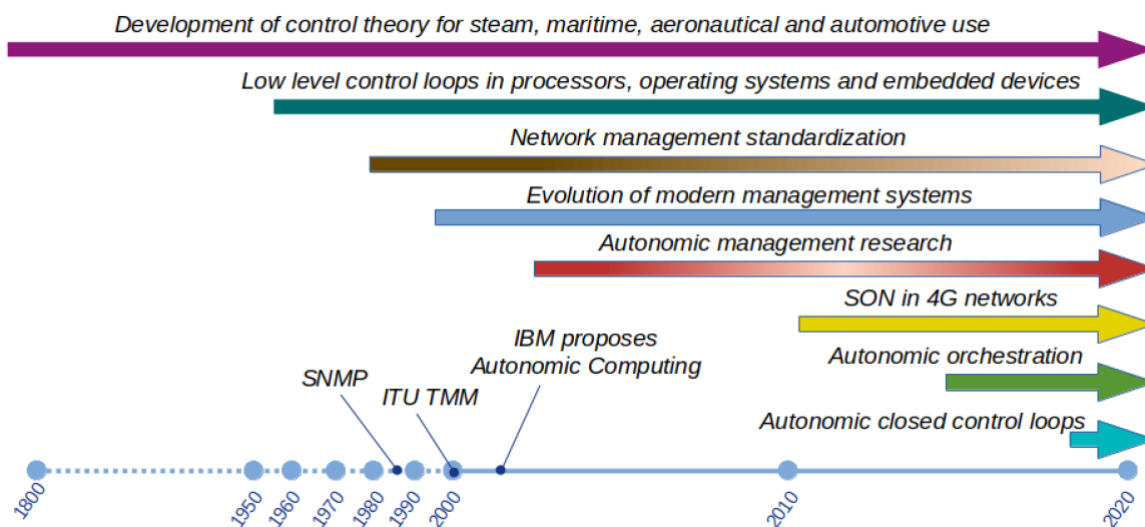 Development of control theory for steam, maritime, aeronautical and automotive use
Low level control loops in processors, operating systems and embedded devices
Network management standardization
Evolution of modern management systems
Autonomic management research
SON in 4G networks
IBM proposes
Autonomic Computing
Autonomic orchestration
SNMP
ITU TMM
Autonomic closed control loops
1800
1950
1960
1970
1980
1990
2000
2010
2020